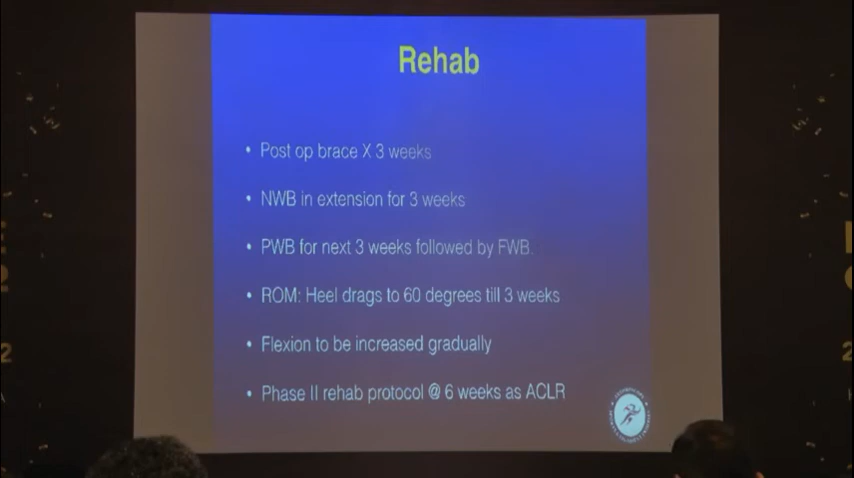 Rehab
• Post op brace X 3 weeks
• NWB in extension for 3 weeks
• PWB for next 3 weeks followed by FWB.
• ROM: Heel drags to 60 degrees till 3 weeks
• Flexion to be increased gradually
• Phase II rehab protocol @ 6 weeks as ACLR